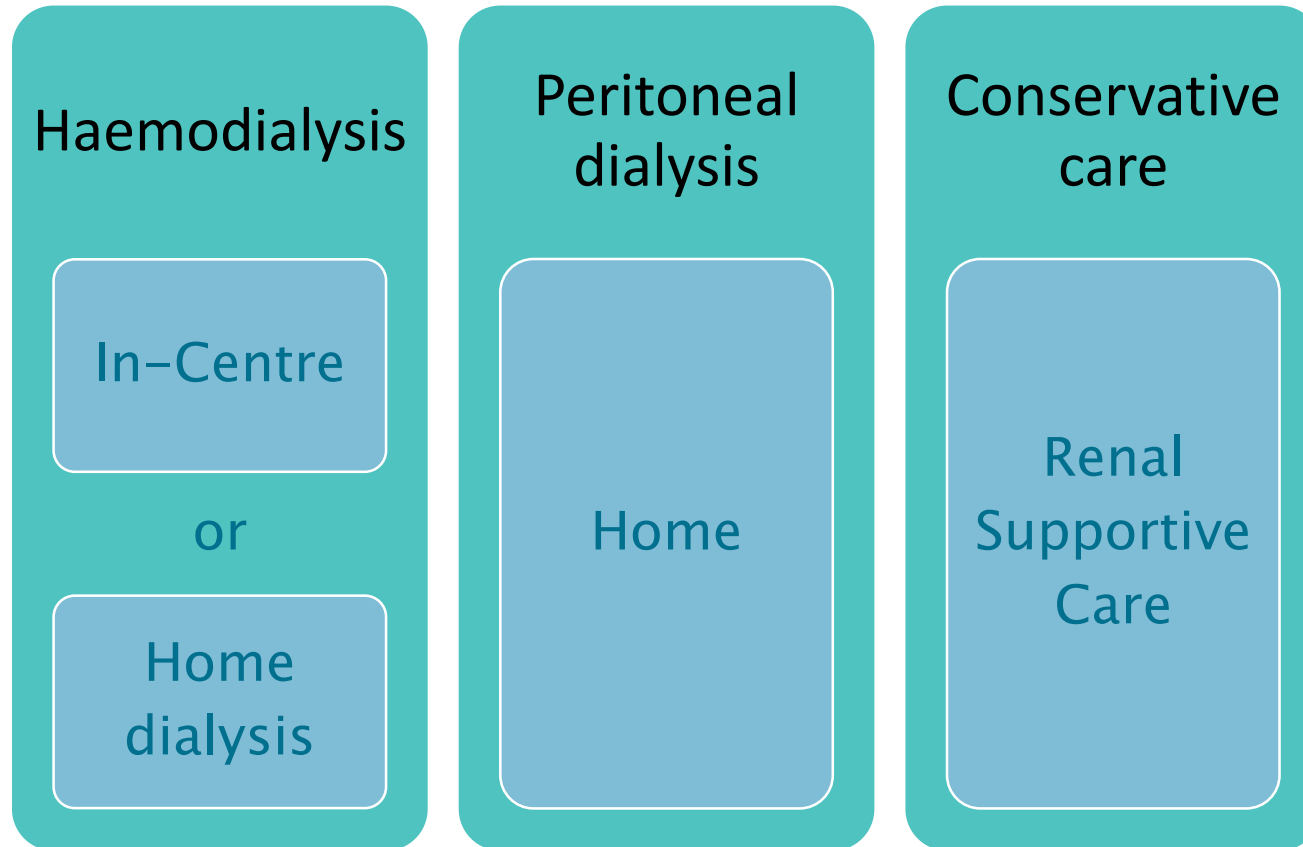 Haemodialysis
In-Centre
or
Home
dialysis
Peritoneal
dialysis
Home
Conservative
care
Renal
Supportive
Care